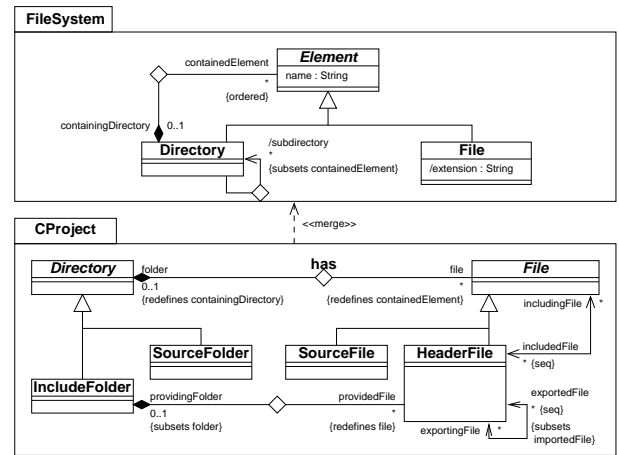 FileSystem
containedElement
*
{ordered}
Element
name : String
containingDirectory
0..1
Directory
/subdirectory
*
{subsets containedElement}
File
/extension : String
<<merge>>
CProject
Directory
folder
0..1
{redefines containingDirectory}
has
file
*
{redefines containedElement}
File
includingFile
*
SourceFolder
SourceFile
HeaderFile
includedFile
* {seq}
IncludeFolder
providingFolder
0..1
{subsets folder}
providedFile
*
{redefines file}
exportedFile
* {seq}
{subsets
importedFile}
exportingFile
*